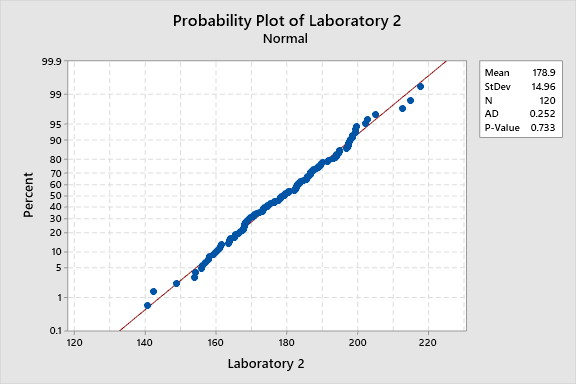 Probability Plot of Laboratory 2
Normal
99.9
99
95
90
80
70
60
50
40
30
20
10
5
1
0.1
Percent
120 140 160 180 200 220
Laboratory 2
Mean 178.9
StDev 14.96
N 120
AD 0.252
P-Value 0.733